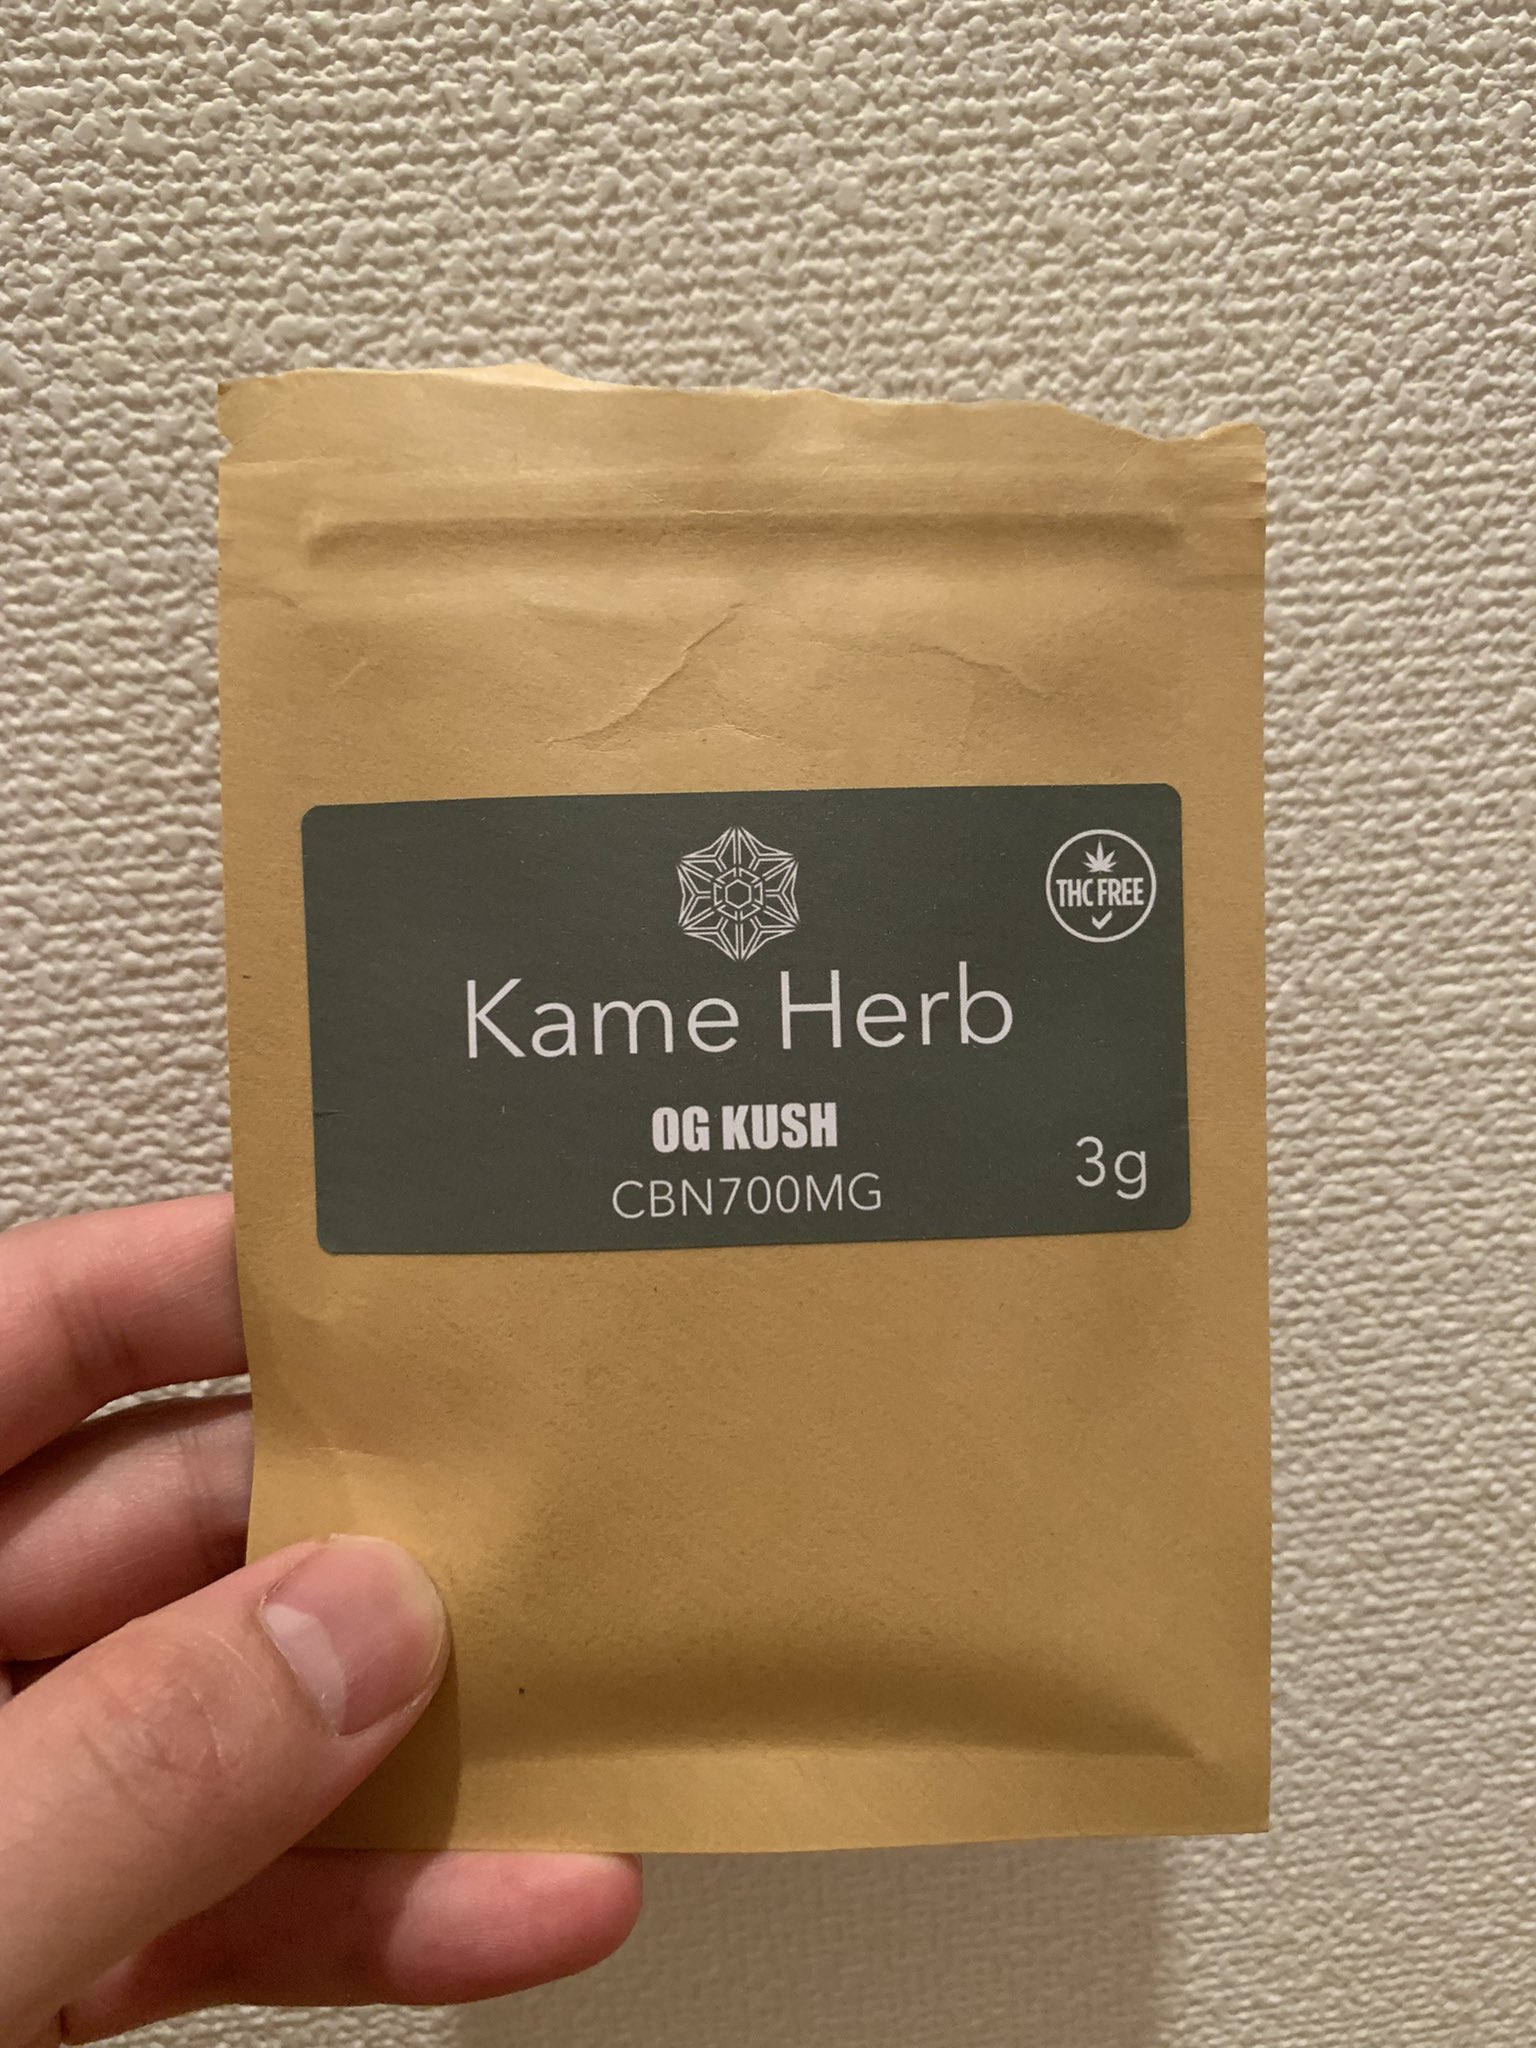 THC FREE
Kame Herb
OG KUSH
CBN700MG
3g